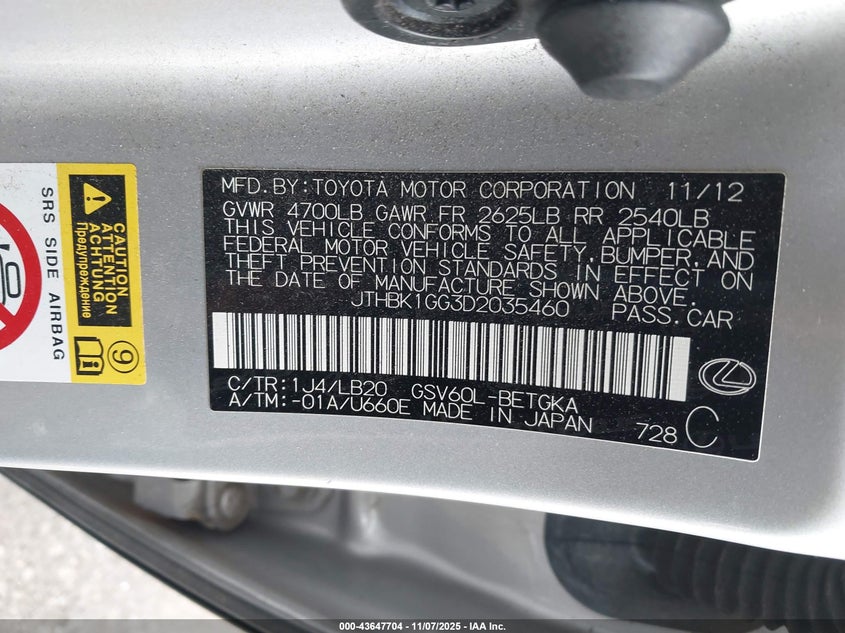 MFD.BY:TOYOTA MOTOR CORPORATION 11/12
GVWR 4700LB GAWR FR 2625LB RR 2540LB
THIS VEHICLE CONFORMS TO ALL APPLICABLE
FEDERAL MOTOR VEHICLE SAFETY,BUMPER,AND
THEFT PREVENTION STANDARDS IN EFFECT ON
THE DATE OF MANUFACTURE SHOWN ABOVE.
JTHBK1GG3D2035460 PASS.CAR
C/TR:1J4/LB20 GSV60L-BETGKA
A/TM:-01A/U660E MADE IN JAPAN 728 C
CAUTION
ATTENTION
ACHTUNG
Предупреждение
9
SRS SIDE AIRBAG
000-43647704 - 11/07/2025 - IAA Inc.